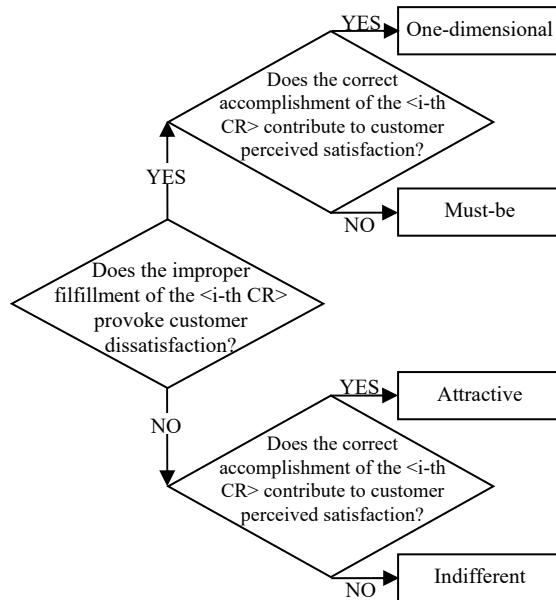 YES
One-dimensional
Does the correct
accomplishment of the <i-th
CR> contribute to customer
perceived satisfaction?
YES
NO
Must-be
Does the improper
filfillment of the <i-th CR>
provoke customer
dissatisfaction?
NO
YES
Attractive
Does the correct
accomplishment of the <i-th
CR> contribute to customer
perceived satisfaction?
NO
Indifferent